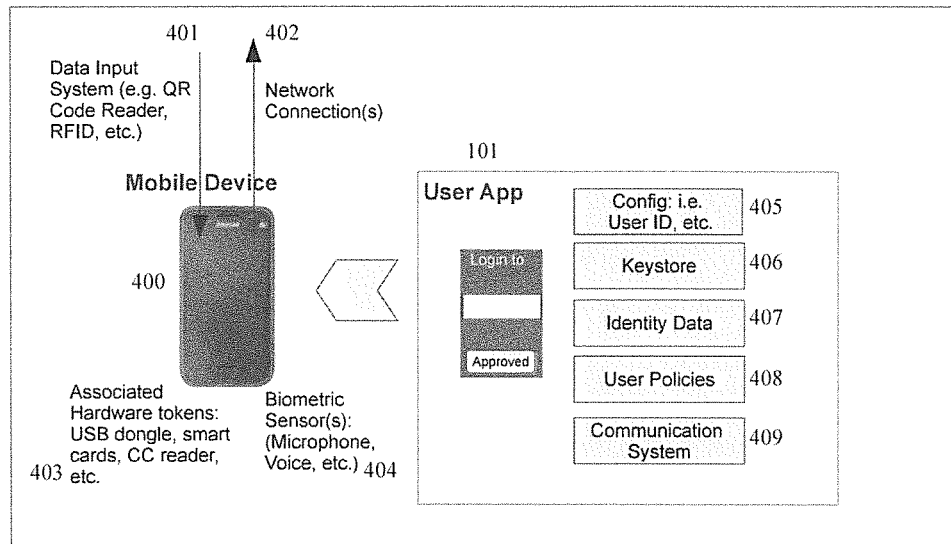 401
402
Data Input
System (e.g. QR
Code Reader,
RFID, etc.)
Network
Connection(s)
Mobile Device
400
Associated
Hardware tokens:
USB dongle, smart
cards, CC reader,
etc.
403
Biometric
Sensor(s):
(Microphone,
Voice, etc.)
404
101
User App
Login to
Approved
Config: i.e.
User ID, etc.
405
Keystore
406
Identity Data
407
User Policies
408
Communication
System
409